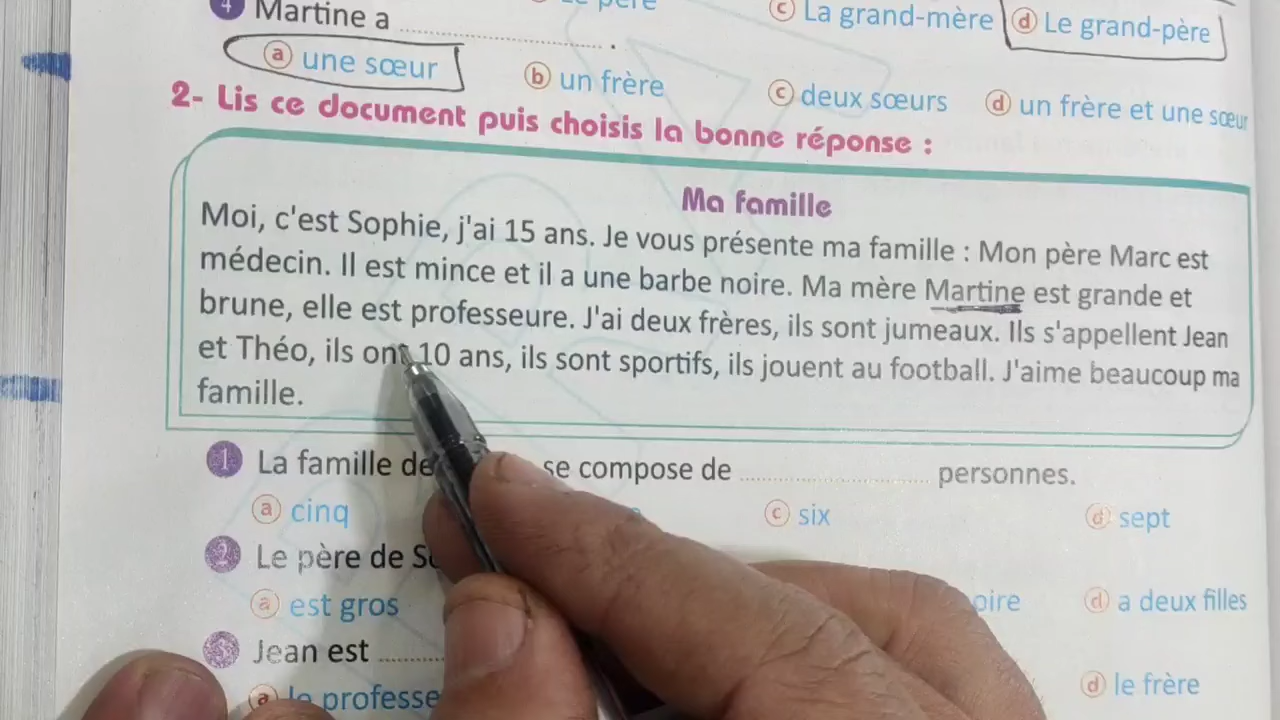 4 Martine a .............. .
c La grand-mère d Le grand-père
a une sœur b un frère c deux sœurs d un frère et une sœur
2- Lis ce document puis choisis la bonne réponse :
Ma famille
Moi, c'est Sophie, j'ai 15 ans. Je vous présente ma famille : Mon père Marc est
médecin. Il est mince et il a une barbe noire. Ma mère Martine est grande et
brune, elle est professeure. J'ai deux frères, ils sont jumeaux. Ils s'appellent Jean
et Théo, ils ont 10 ans, ils sont sportifs, ils jouent au football. J'aime beaucoup ma
famille.
1 La famille de se compose de .............. personnes.
a cinq c six d sept
2 Le père de
a est gros d a deux filles
3 Jean est ........
a d le frère